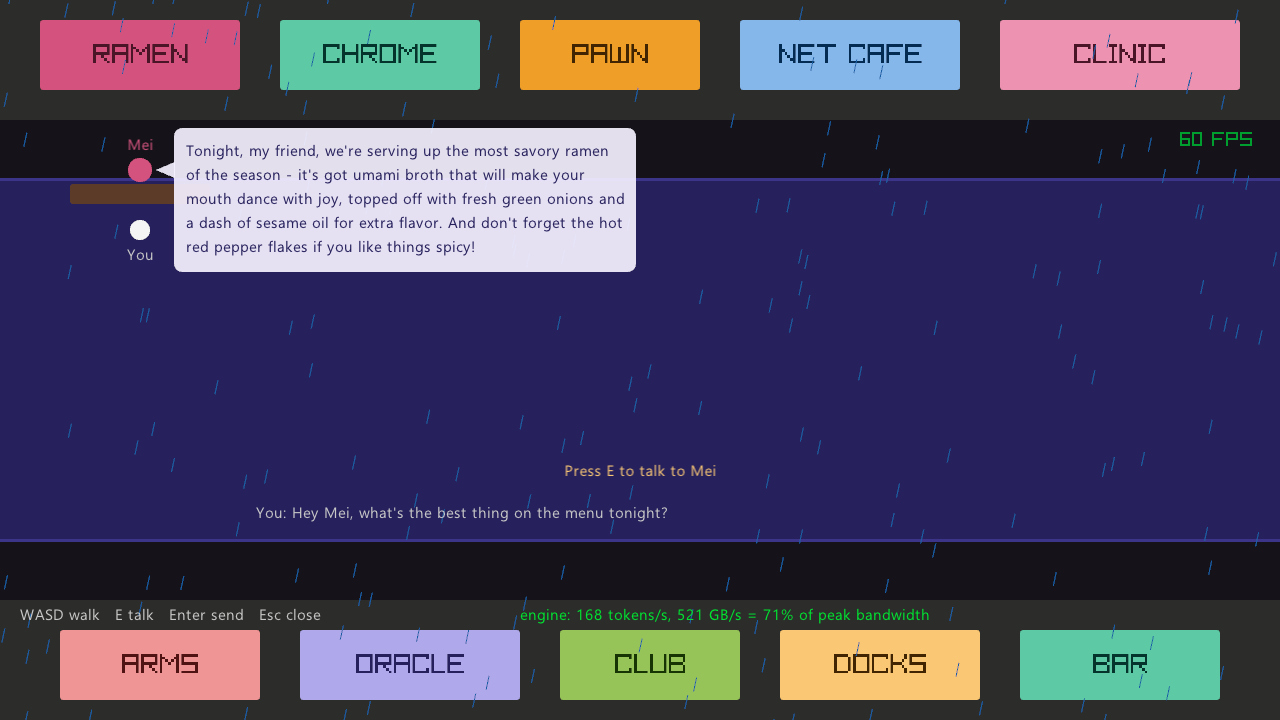 RAMEN
CHROME
PAWN
NET CAFE
CLINIC
60 FPS
Mei
Tonight, my friend, we're serving up the most savory ramen
of the season - it's got umami broth that will make your
mouth dance with joy, topped off with fresh green onions and
a dash of sesame oil for extra flavor. And don't forget the hot
red pepper flakes if you like things spicy!
You
Press E to talk to Mei
You: Hey Mei, what's the best thing on the menu tonight?
WASD walk E talk Enter send Esc close
engine: 168 tokens/s, 521 GB/s = 71% of peak bandwidth
ARMS
ORACLE
CLUB
DOCKS
BAR